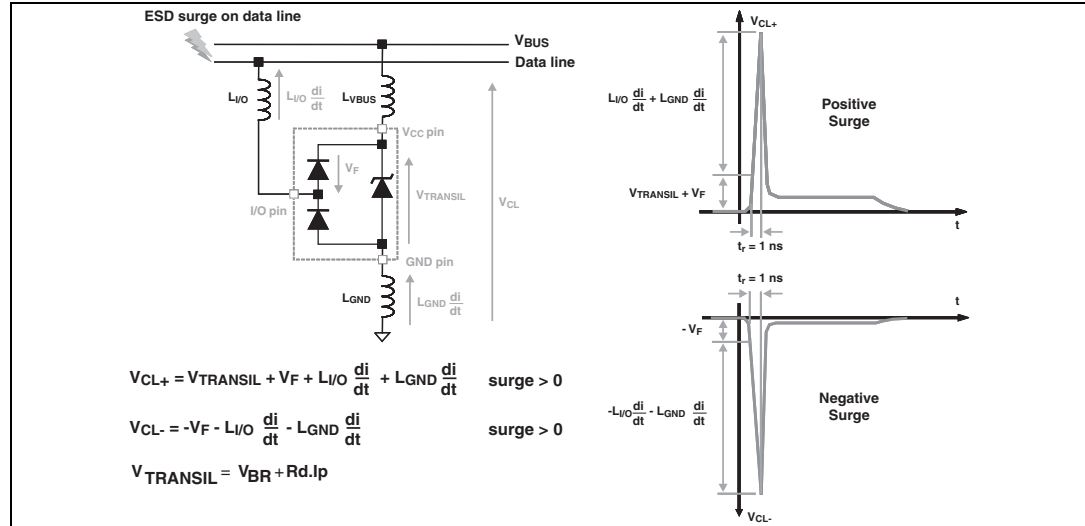 ESD surge on data line
VBUS
Data line
LI/O
LI/O di/dt
LVBUS
VCC pin
VF
I/O pin
VTRANSIL
VCL
GND pin
LGND
LGND di/dt
VCL+ = VTRANSIL + VF + LI/O di/dt + LGND di/dt surge > 0
VCL- = -VF - LI/O di/dt - LGND di/dt surge > 0
VTRANSIL = VBR + Rd.Ip
VCL+
LI/O di/dt + LGND di/dt
Positive
Surge
VTRANSIL + VF
t
tr = 1 ns
tr = 1 ns
t
- VF
-LI/O di/dt - LGND di/dt
Negative
Surge
VCL-